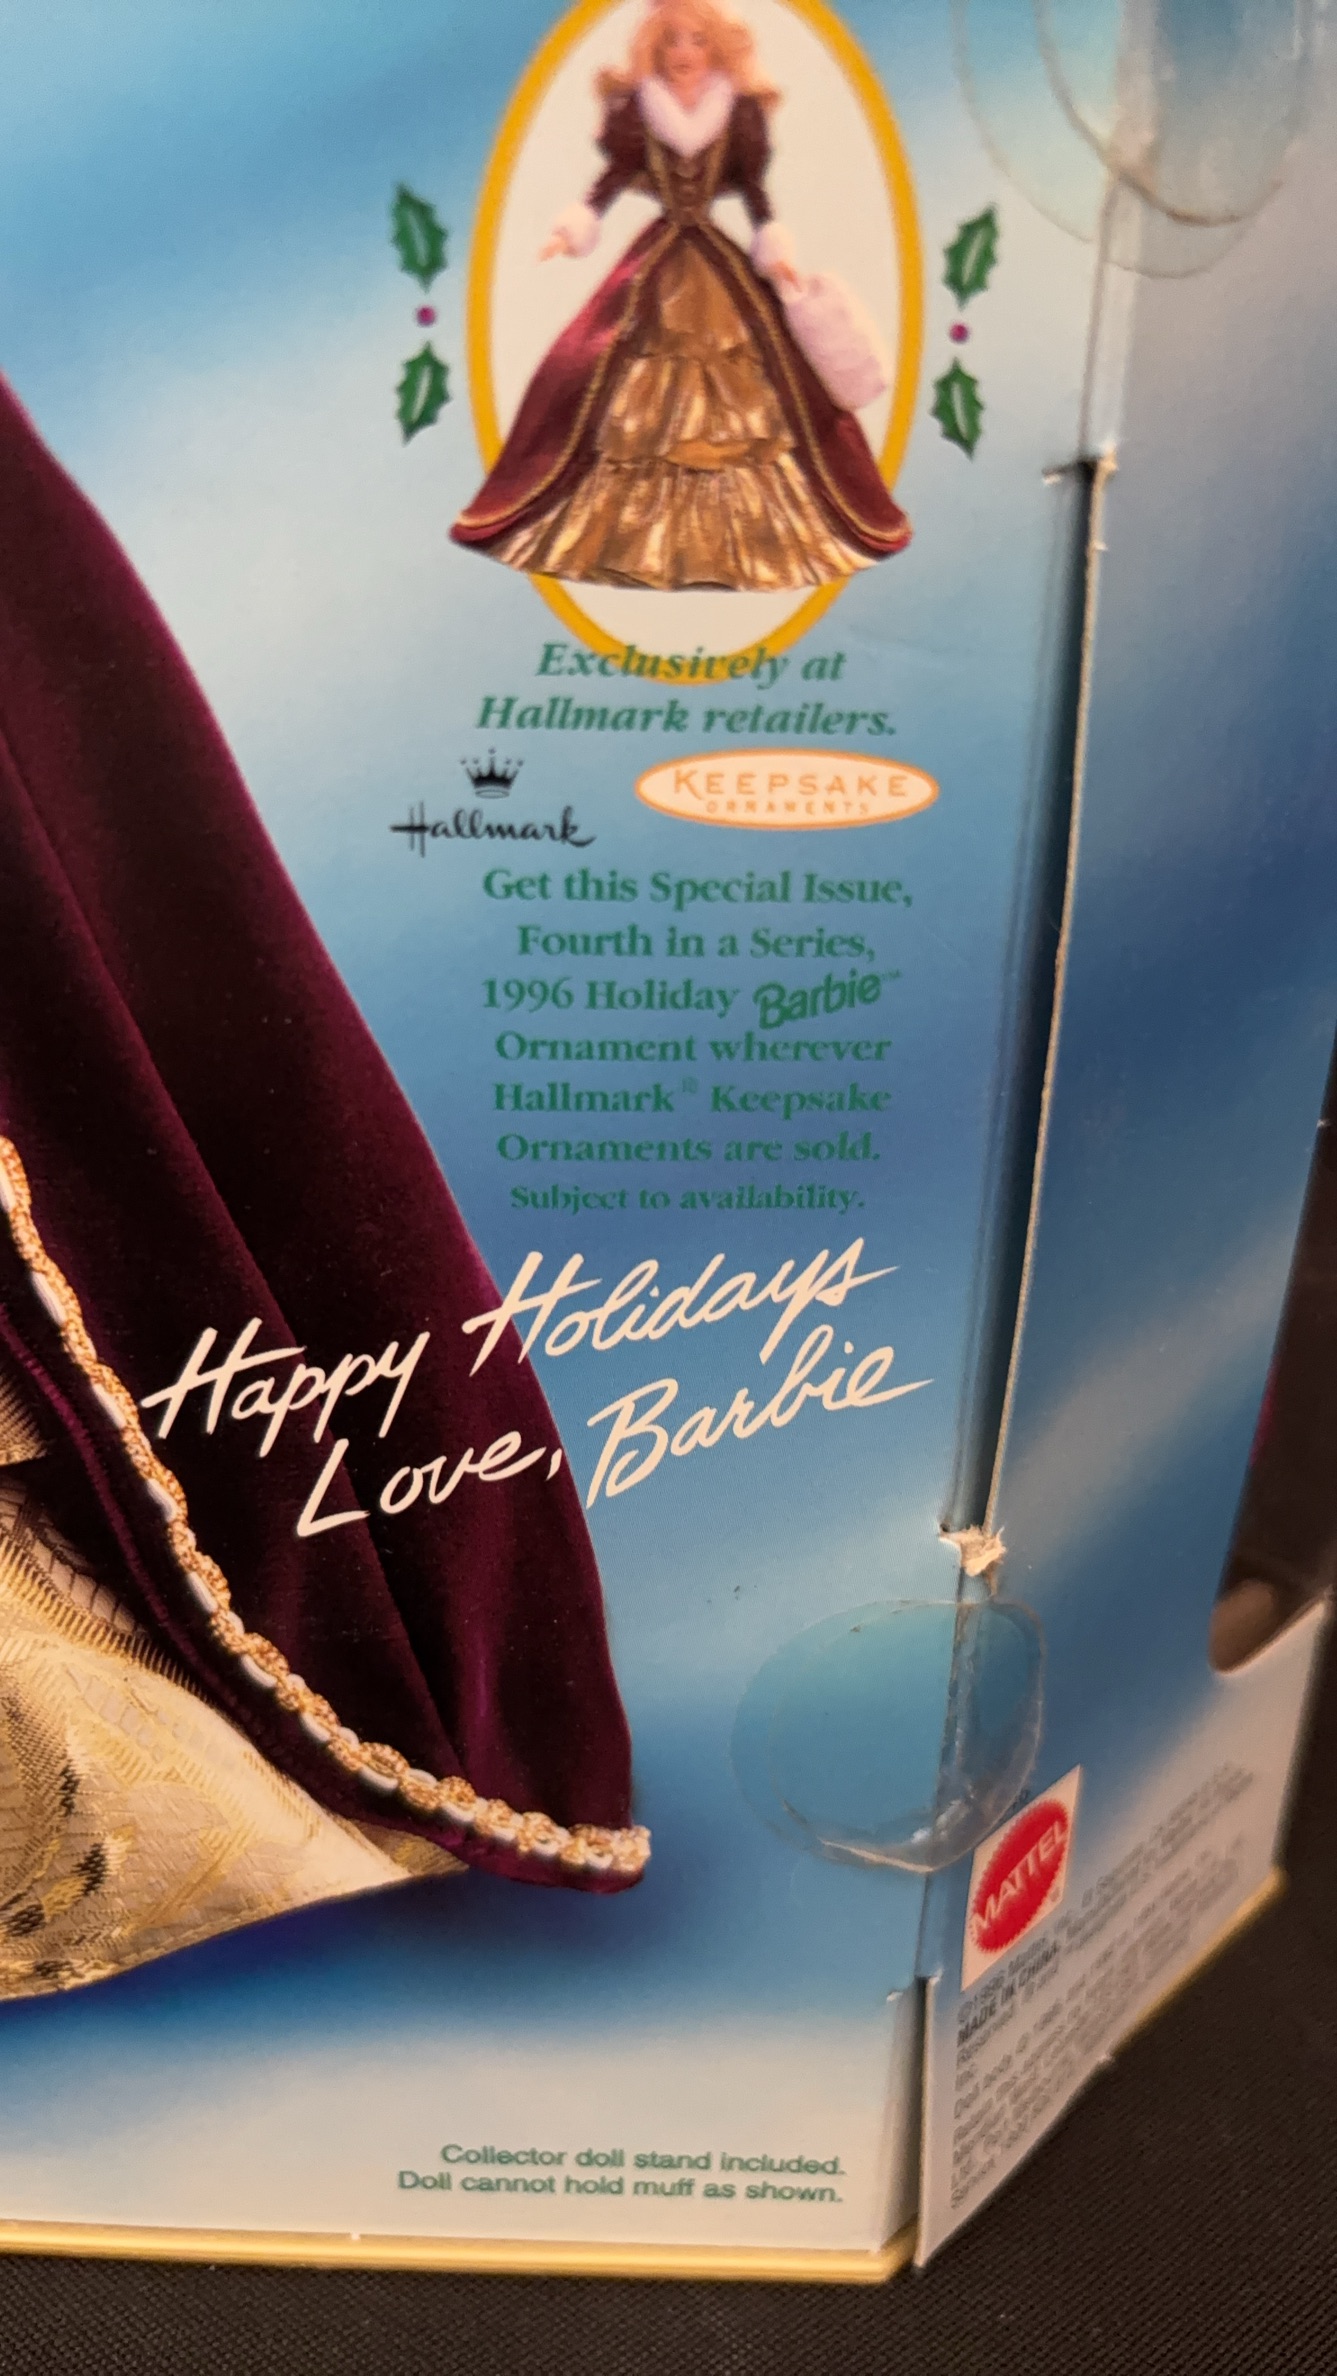 Exclusively at
Hallmark retailers.
Hallmark
KEEPSAKE
ORNAMENTS
Get this Special Issue,
Fourth in a Series,
1996 Holiday Barbie™
Ornament wherever
Hallmark® Keepsake
Ornaments are sold.
Subject to availability.
Happy Holidays
Love, Barbie
MATTEL
MADE IN CHINA.
Collector doll stand included.
Doll cannot hold muff as shown.